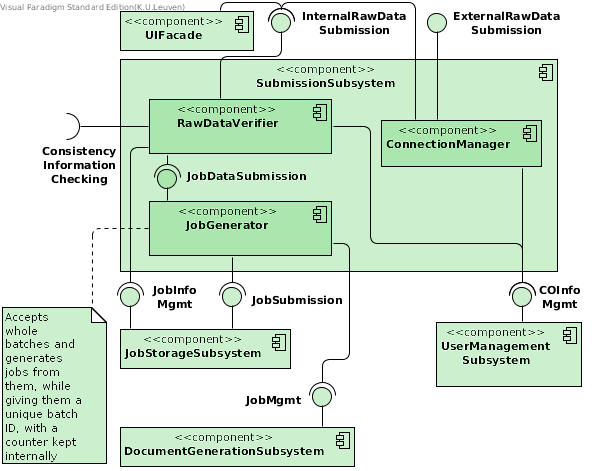 Visual Paradigm Standard Edition(K.U.Leuven)
<<component>>
UIFacade
InternalRawData
Submission
ExternalRawData
Submission
<<component>>
SubmissionSubsystem
<<component>>
RawDataVerifier
<<component>>
ConnectionManager
Consistency
Information
Checking
JobDataSubmission
<<component>>
JobGenerator
JobInfo
Mgmt
JobSubmission
COInfo
Mgmt
Accepts
whole
batches and
generates
jobs from
them, while
giving them a
unique batch
ID, with a
counter kept
internally
<<component>>
JobStorageSubsystem
<<component>>
UserManagement
Subsystem
JobMgmt
<<component>>
DocumentGenerationSubsystem